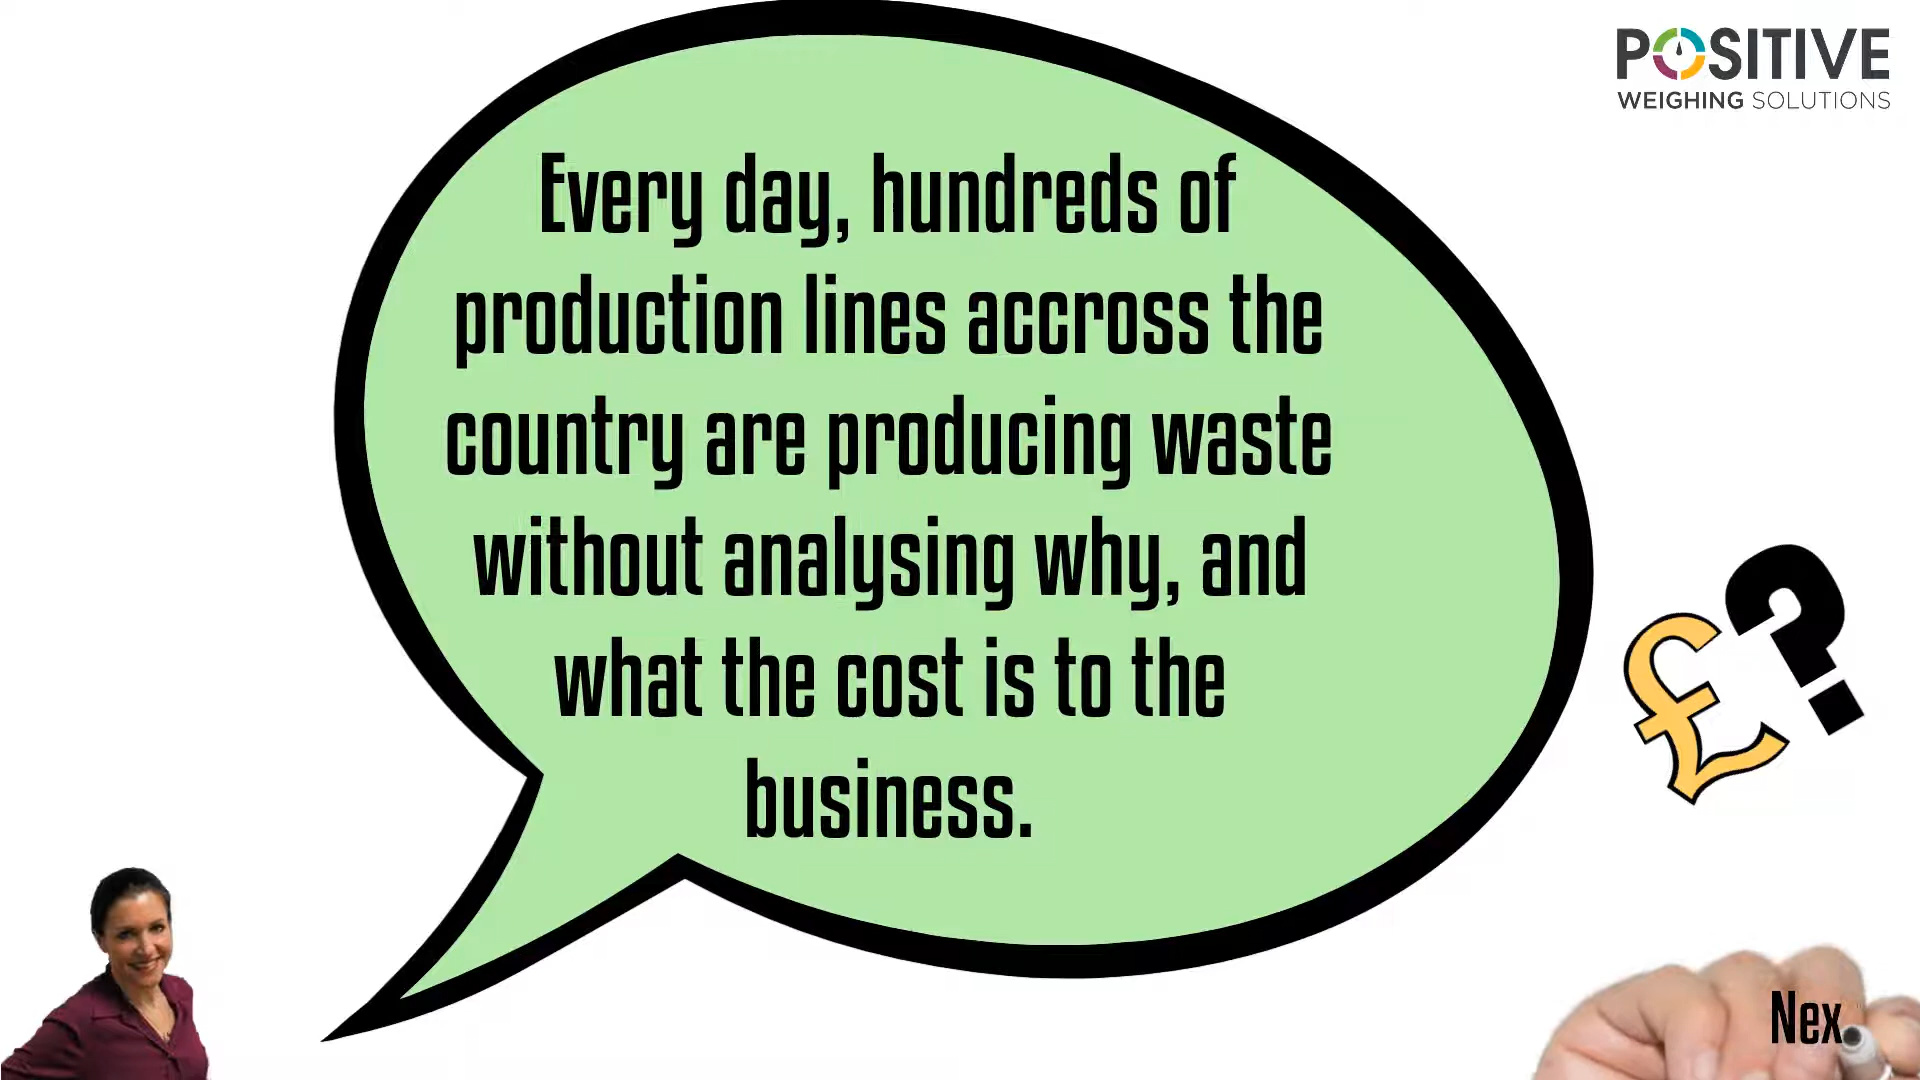 POSITIVE
WEIGHING SOLUTIONS
Every day, hundreds of
production lines accross the
country are producing waste
without analysing why, and
what the cost is to the
business.
£?
Nex